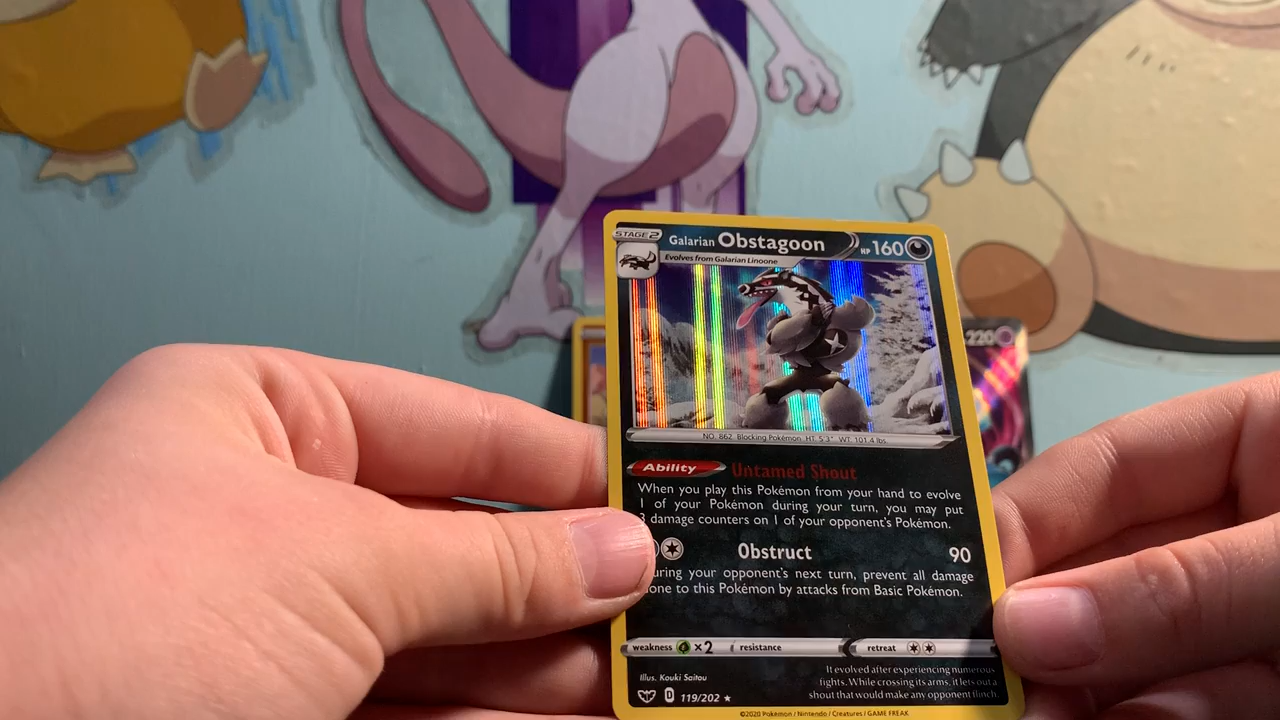 STAGE 2 Galarian Obstagoon HP 160
Evolves from Galarian Linoone
220
NO. 862 Blocking Pokémon HT: 5'3" WT: 101.4 lbs.
Ability Untamed Shout
When you play this Pokémon from your hand to evolve
1 of your Pokémon during your turn, you may put
3 damage counters on 1 of your opponent's Pokémon.
Obstruct 90
uring your opponent's next turn, prevent all damage
one to this Pokémon by attacks from Basic Pokémon.
weakness ×2 resistance retreat
Illus. Kouki Saitou
It evolved after experiencing numerous
fights. While crossing its arms, it lets out a
shout that would make any opponent flinch.
D 119/202 ★
©2020 Pokémon / Nintendo / Creatures / GAME FREAK